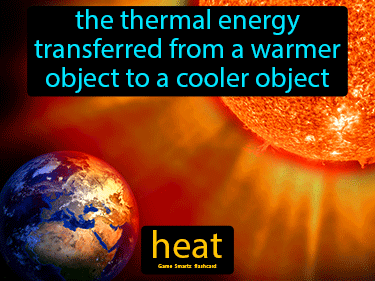 the thermal energy
transferred from a warmer
object to a cooler object
heat
Game Smartz flashcard